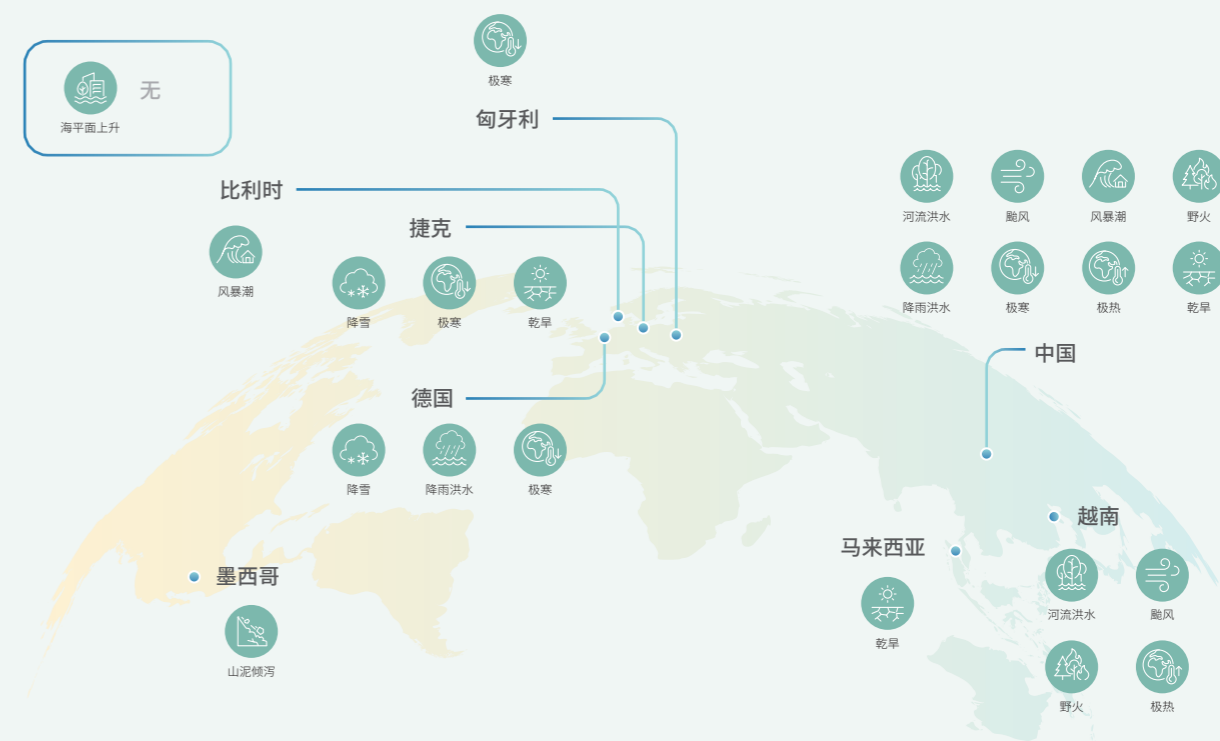 极寒
无
海平面上升
匈牙利
比利时
捷克
风暴潮
降雪
极寒
乾旱
河流洪水
颱风
风暴潮
野火
降雨洪水
极寒
极热
乾旱
中国
德国
降雪
降雨洪水
极寒
越南
河流洪水
颱风
野火
极热
马来西亚
乾旱
墨西哥
山泥倾泻